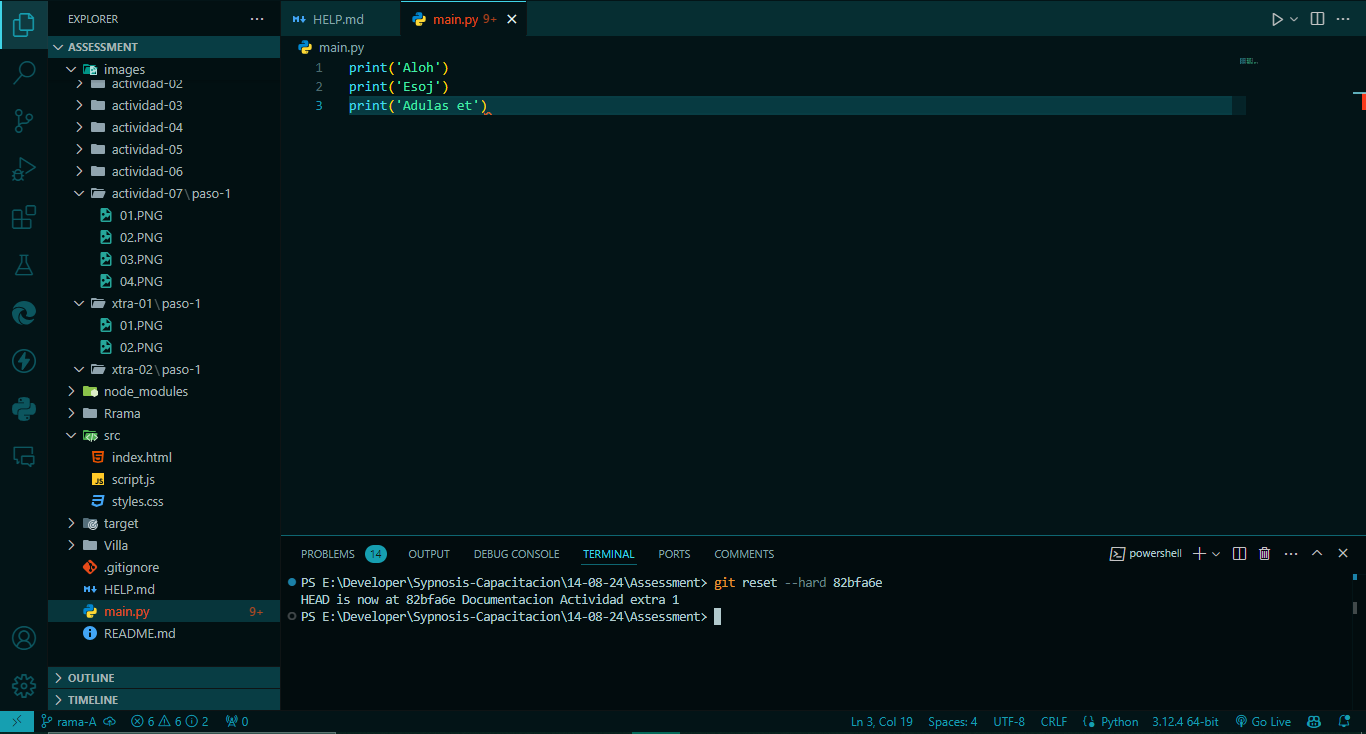 EXPLORER
ASSESSMENT
images
actividad-02
actividad-03
actividad-04
actividad-05
actividad-06
actividad-07\paso-1
01.PNG
02.PNG
03.PNG
04.PNG
xtra-01\paso-1
01.PNG
02.PNG
xtra-02\paso-1
node_modules
Rrama
src
index.html
JS script.js
styles.css
target
Villa
.gitignore
HELP.md
main.py 9+
README.md
OUTLINE
TIMELINE
HELP.md
main.py 9+
main.py
1 print('Aloh')
2 print('Esoj')
3 print('Adulas et')
PROBLEMS 14 OUTPUT DEBUG CONSOLE TERMINAL PORTS COMMENTS powershell
PS E:\Developer\Sypnosis-Capacitacion\14-08-24\Assessment> git reset --hard 82bfa6e
HEAD is now at 82bfa6e Documentacion Actividad extra 1
PS E:\Developer\Sypnosis-Capacitacion\14-08-24\Assessment>
rama-A 6 6 2 0 Ln 3, Col 19 Spaces: 4 UTF-8 CRLF Python 3.12.4 64-bit Go Live